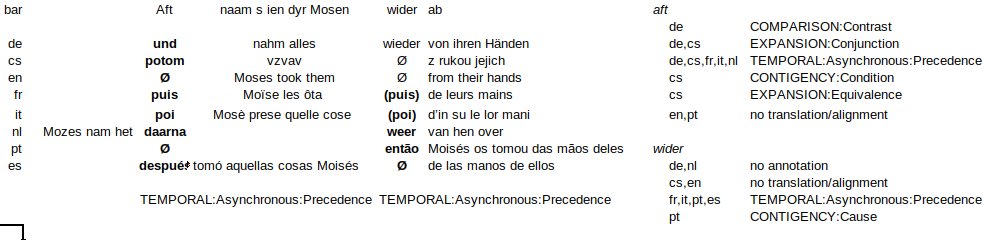 bar Aft naam s ien dyr Mosen wider ab aft
de COMPARISON:Contrast
de und nahm alles wieder von ihren Händen de,cs EXPANSION:Conjunction
cs potom vzvav Ø z rukou jejich de,cs,fr,it,nl TEMPORAL:Asynchronous:Precedence
en Ø Moses took them Ø from their hands cs CONTIGENCY:Condition
fr puis Moïse les ôta (puis) de leurs mains cs EXPANSION:Equivalence
it poi Mosè prese quelle cose (poi) d'in su le lor mani en,pt no translation/alignment
nl Mozes nam het daarna weer van hen over
pt Ø então Moisés os tomou das mãos deles wider
es después tomó aquellas cosas Moisés Ø de las manos de ellos de,nl no annotation
cs,en no translation/alignment
TEMPORAL:Asynchronous:Precedence TEMPORAL:Asynchronous:Precedence fr,it,pt,es TEMPORAL:Asynchronous:Precedence
pt CONTIGENCY:Cause